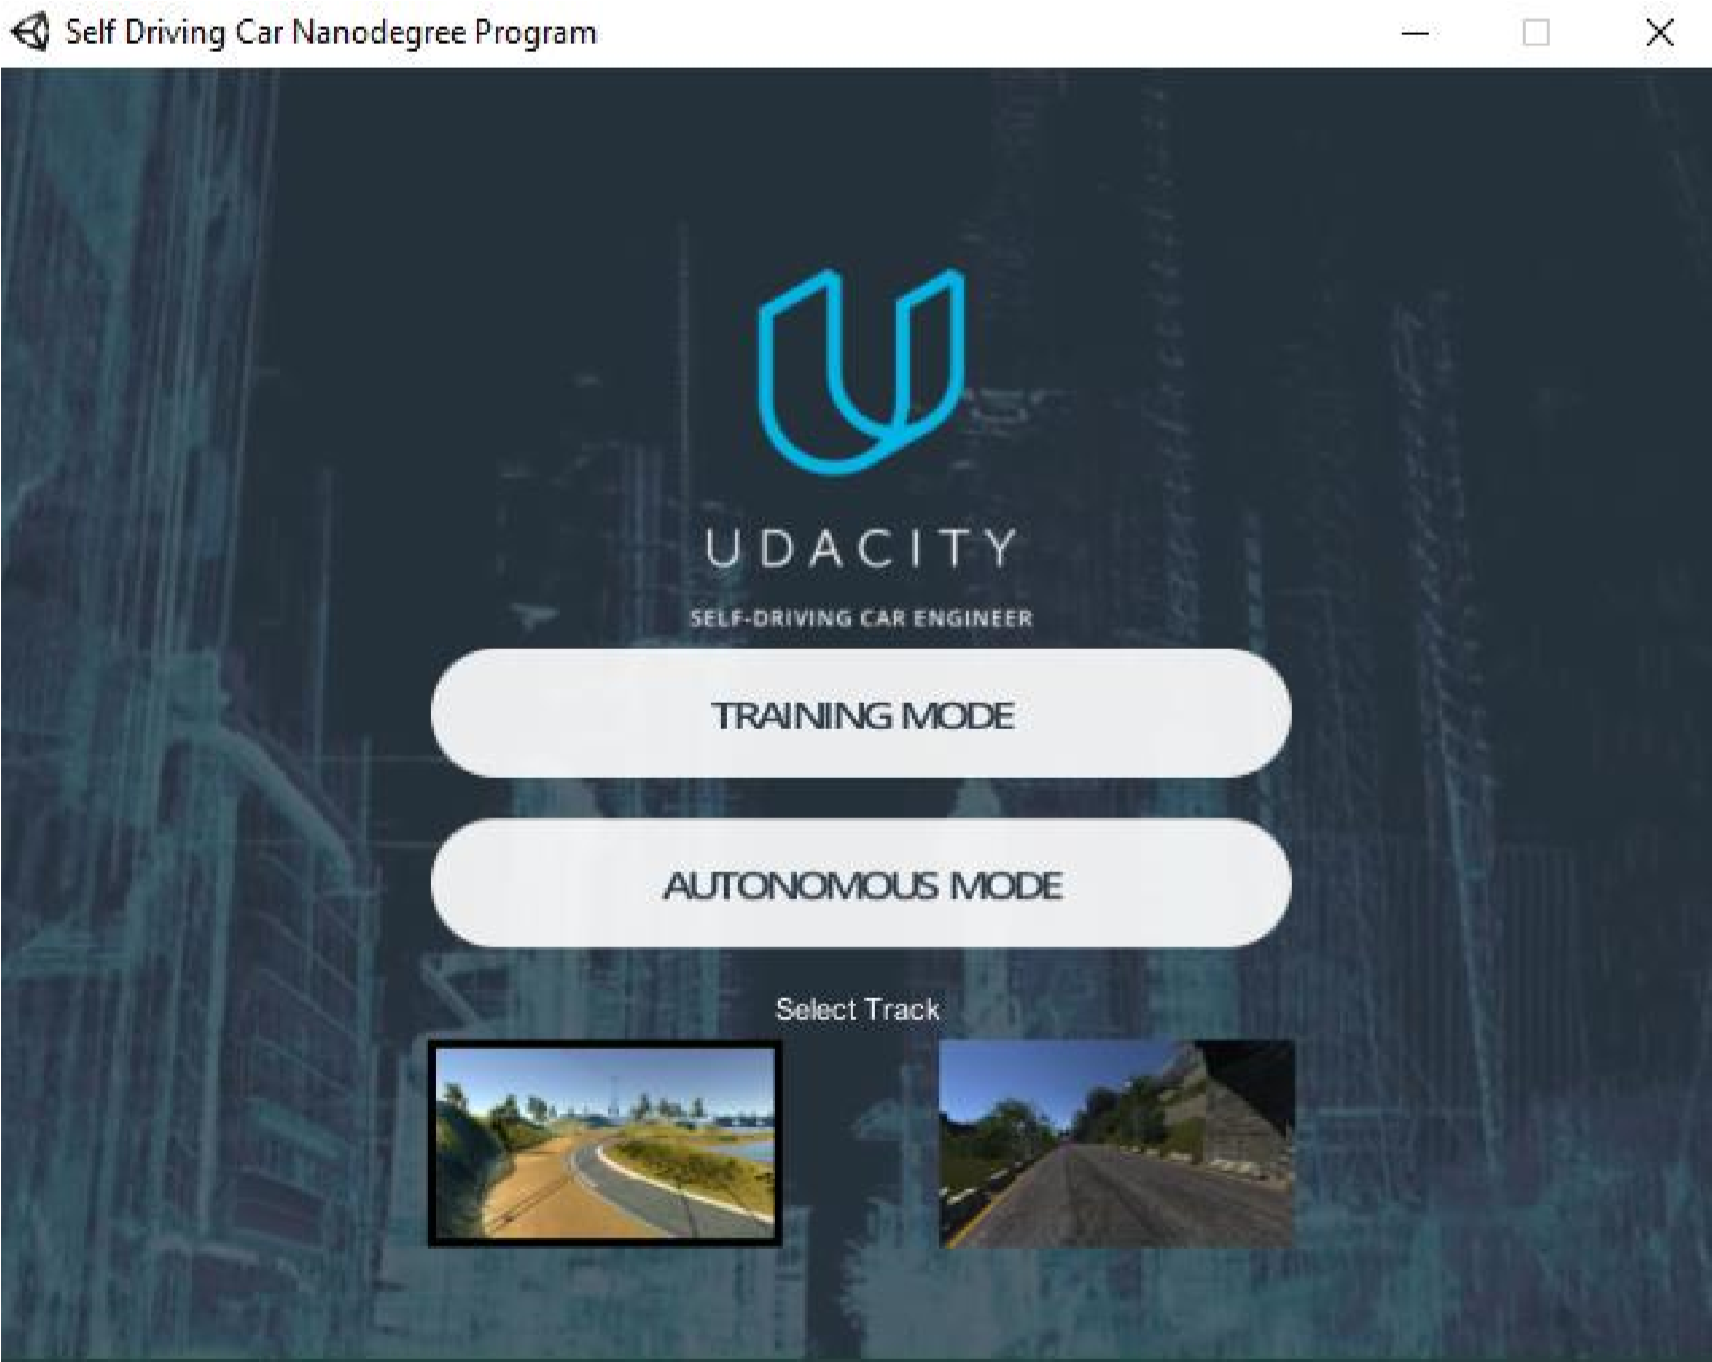 Self Driving Car Nanodegree Program
UDACITY
SELF-DRIVING CAR ENGINEER
TRAINING MODE
AUTONOMOUS MODE
Select Track